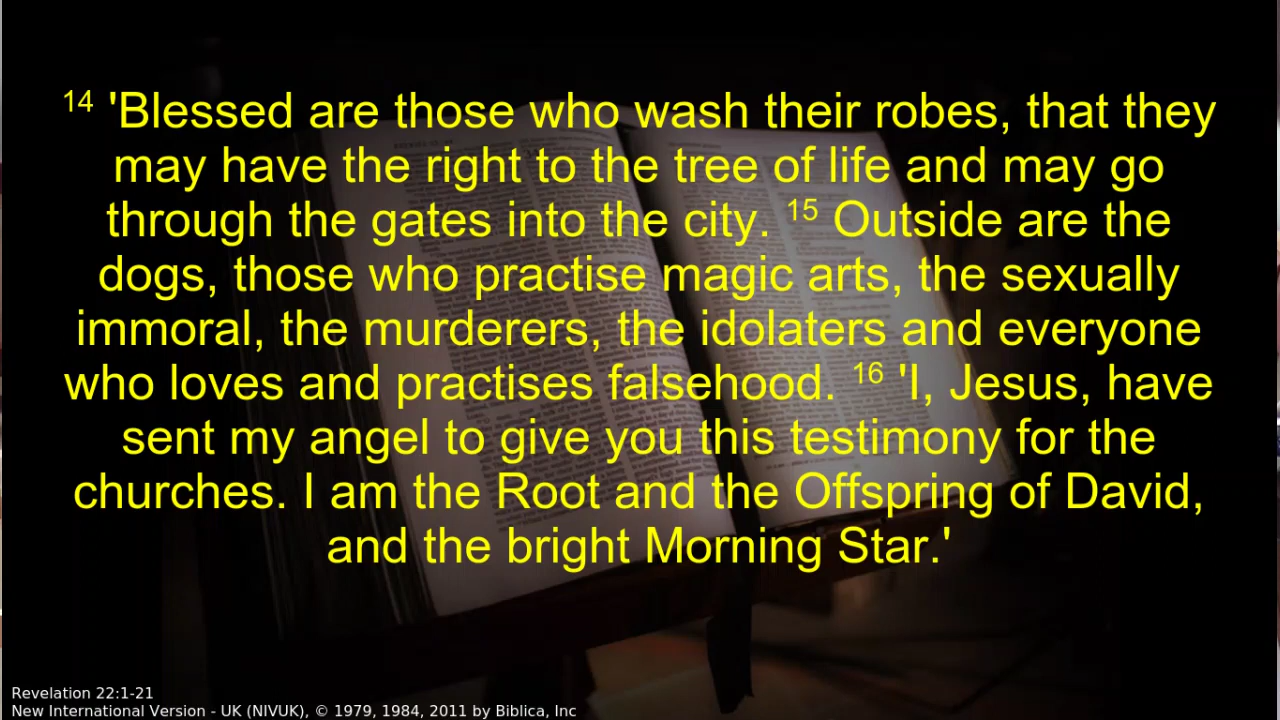 14 'Blessed are those who wash their robes, that they
may have the right to the tree of life and may go
through the gates into the city. 15 Outside are the
dogs, those who practise magic arts, the sexually
immoral, the murderers, the idolaters and everyone
who loves and practises falsehood. 16 'I, Jesus, have
sent my angel to give you this testimony for the
churches. I am the Root and the Offspring of David,
and the bright Morning Star.'
Revelation 22:1-21
New International Version - UK (NIVUK), © 1979, 1984, 2011 by Biblica, Inc